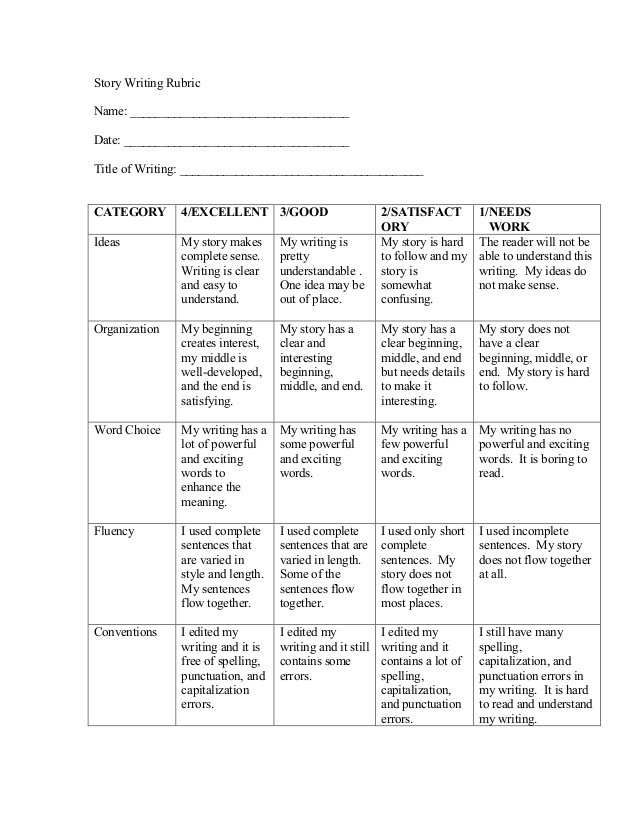 Story Writing Rubric
Name: ___________________________________
Date: ____________________________________
Title of Writing: _______________________________________
CATEGORY 4/EXCELLENT 3/GOOD 2/SATISFACT 1/NEEDS
ORY WORK
Ideas
My story makes
complete sense.
Writing is clear
and easy to
understand.
My writing is
pretty
understandable .
One idea may be
out of place.
My story is hard
to follow and my
story is
somewhat
confusing.
The reader will not be
able to understand this
writing. My ideas do
not make sense.
Organization
My beginning
creates interest,
my middle is
well-developed,
and the end is
satisfying.
My story has a
clear and
interesting
beginning,
middle, and end.
My story has a
clear beginning,
middle, and end
but needs details
to make it
interesting.
My story does not
have a clear
beginning, middle, or
end. My story is hard
to follow.
Word Choice
My writing has a
lot of powerful
and exciting
words to
enhance the
meaning.
My writing has
some powerful
and exciting
words.
My writing has a
few powerful
and exciting
words.
My writing has no
powerful and exciting
words. It is boring to
read.
Fluency
I used complete
sentences that
are varied in
style and length.
My sentences
flow together.
I used complete
sentences that are
varied in length.
Some of the
sentences flow
together.
I used only short
complete
sentences. My
story does not
flow together in
most places.
I used incomplete
sentences. My story
does not flow together
at all.
Conventions
I edited my
writing and it is
free of spelling,
punctuation, and
capitalization
errors.
I edited my
writing and it still
contains some
errors.
I edited my
writing and it
contains a lot of
spelling,
capitalization,
and punctuation
errors.
I still have many
spelling,
capitalization, and
punctuation errors in
my writing. It is hard
to read and understand
my writing.